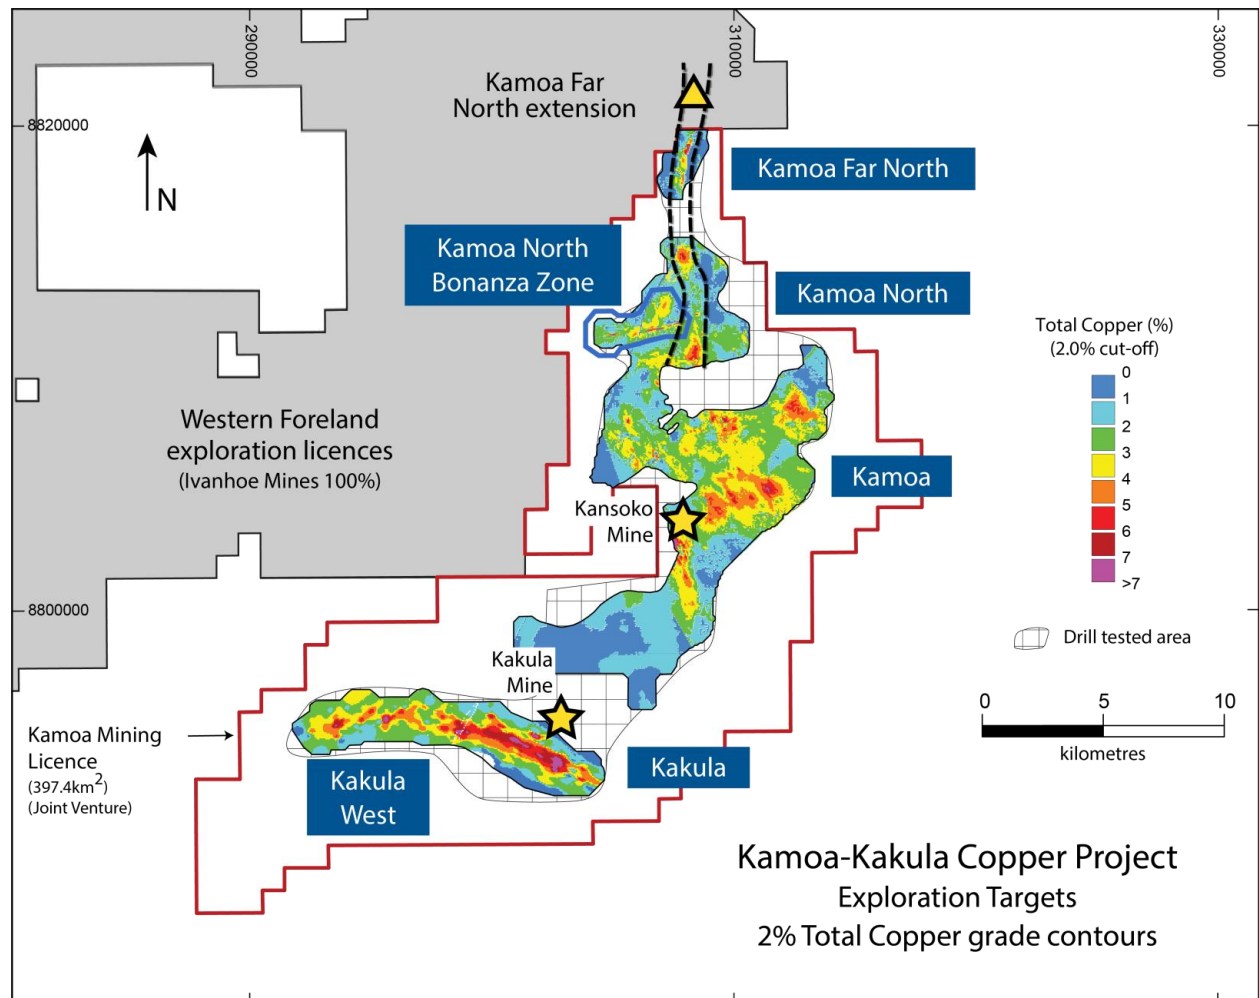 290000
310000
330000
8820000
8800000
Kamoa Far
North extension
N
Kamoa Far North
Kamoa North
Bonanza Zone
Kamoa North
Western Foreland
exploration licences
(Ivanhoe Mines 100%)
Kamoa
Kansoko
Mine
Kakula
Mine
Kakula
Kakula
West
Kamoa Mining
Licence
(397.4km²)
(Joint Venture)
Total Copper (%)
(2.0% cut-off)
0
1
2
3
4
5
6
7
>7
Drill tested area
0 5 10
kilometres
Kamoa-Kakula Copper Project
Exploration Targets
2% Total Copper grade contours